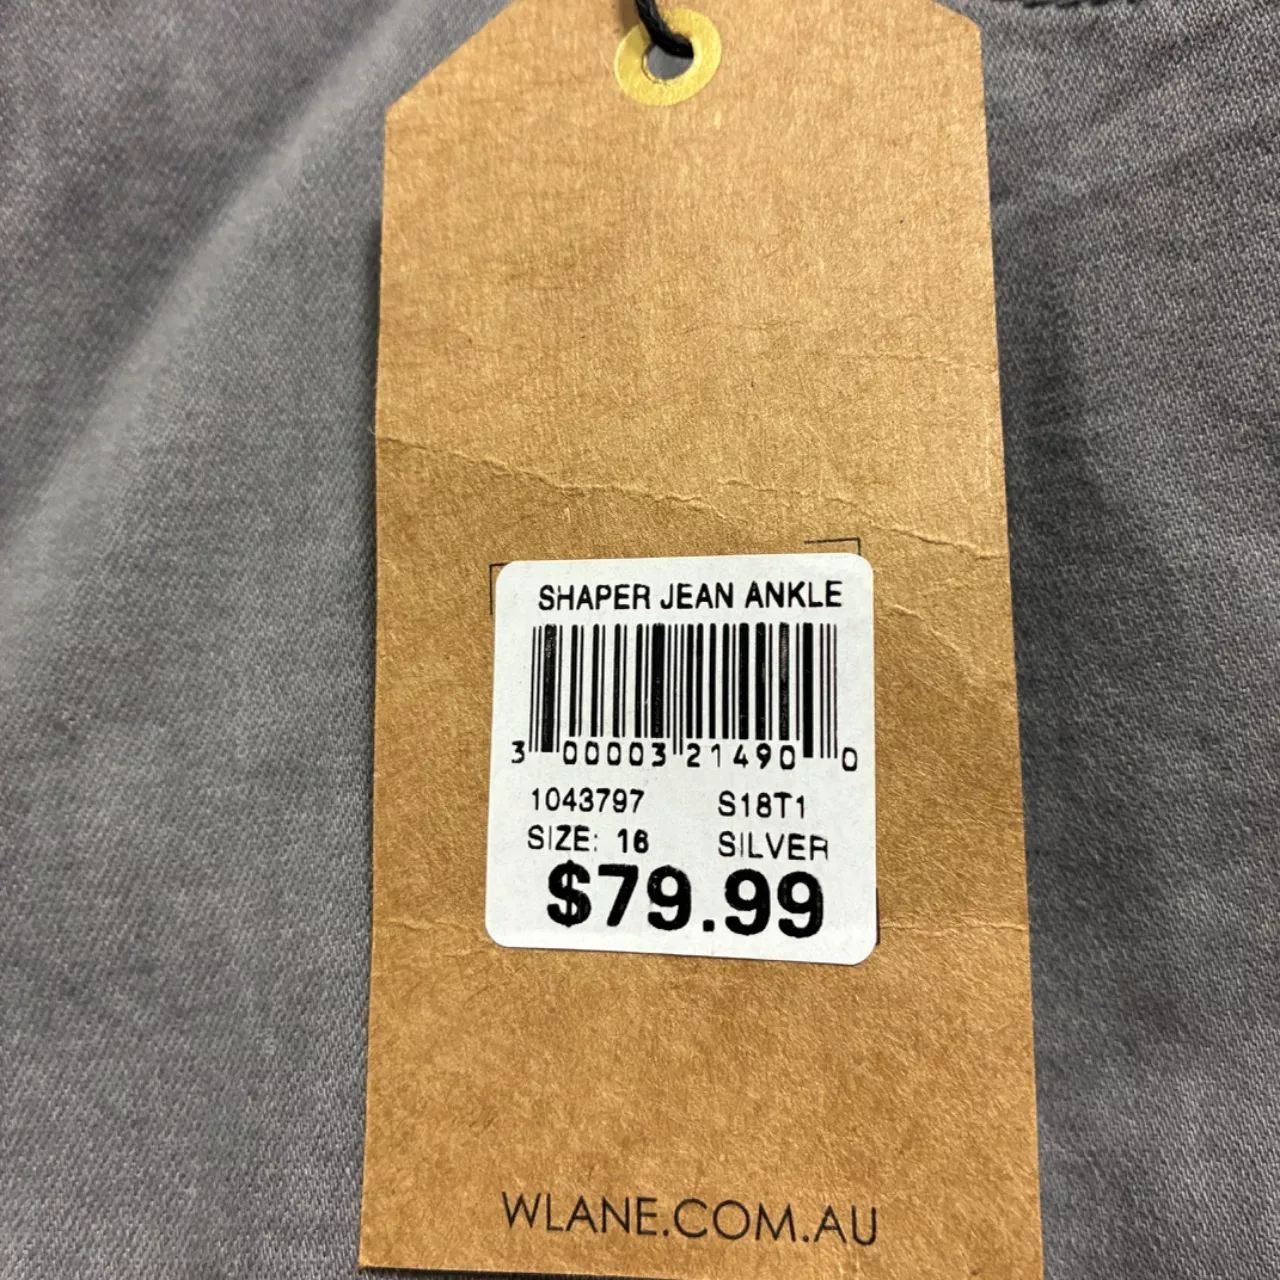 SHAPER JEAN ANKLE
3 00003 21490 0
1043797 S18T1
SIZE: 16 SILVER
$79.99
WLANE.COM.AU